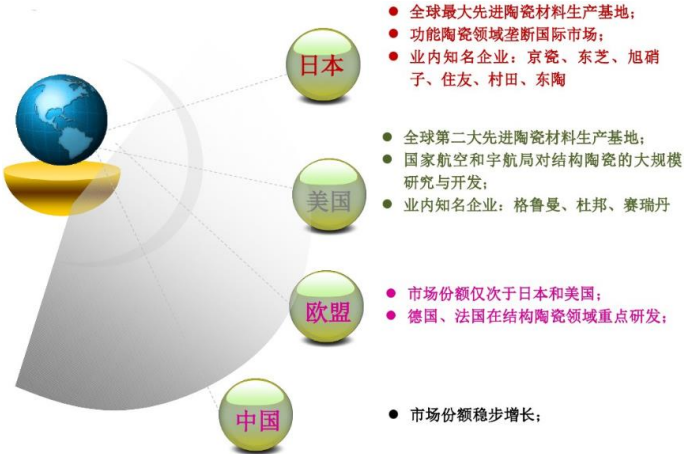 日本
● 全球最大先进陶瓷材料生产基地；
● 功能陶瓷领域垄断国际市场；
● 业内知名企业：京瓷、东芝、旭硝
子、住友、村田、东陶
美国
● 全球第二大先进陶瓷材料生产基地；
● 国家航空和宇航局对结构陶瓷的大规模
研究与开发；
● 业内知名企业：格鲁曼、杜邦、赛瑞丹
欧盟
● 市场份额仅次于日本和美国；
● 德国、法国在结构陶瓷领域重点研发；
中国
● 市场份额稳步增长；